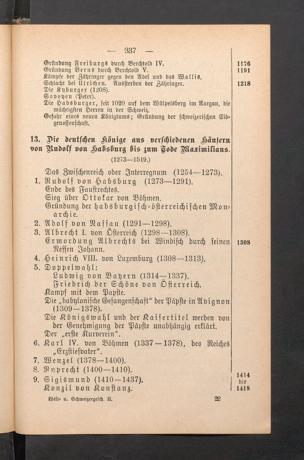 — 337 —
Gründung Freiburgs durch Berchtold IV. 1176
Gründung Berns durch Berchtold V. 1191
Kämpfe der Zähringer gegen den Adel und das Wallis.
Schlacht bei Ulrichen. Aussterben der Zähringer. 1218
Die Kyburger (1208).
Savoyen (Peter).
Die Habsburger, seit 1020 auf dem Wülpelsberg im Aargau, die
mächtigsten Herren in der Schweiz.
Gefahr eines neuen Königtums; Gründung der schweizerischen Eid-
genossenschaft.
13. Die deutschen Könige aus verschiedenen Häusern
von Rudolf von Habsburg bis zum Tode Maximilians.
(1273—1519.)
Das Zwischenreich oder Interregnum (1254—1273).
1. Rudolf von Habsburg (1273—1291).
Ende des Faustrechtes.
Sieg über Ottokar von Böhmen.
Gründung der habsburgisch-österreichischen Mon-
archie.
2. Adolf von Nassau (1291—1298).
3. Albrecht I. von Österreich (1298—1308).
Ermordung Albrechts bei Windisch durch seinen 1308
Neffen Johann.
4. Heinrich VIII. von Luxemburg (1308—1313).
5. Doppelwahl:
Ludwig von Bayern (1314—1337).
Friedrich der Schöne von Österreich.
Kampf mit dem Papste.
Die „babylonische Gefangenschaft" der Päpste in Avignon
(1309—1378).
Die Königswahl und der Kaisertitel werden von
der Genehmigung der Päpste unabhängig erklärt.
Der „erste Kurverein".
6. Karl IV. von Böhmen (1337—1378), des Reiches
„Erzstiefvater".
7. Wenzel (1378—1400).
8. Ruprecht (1400—1410).
9. Sigismund (1410—1437). 1414
bis
Konzil von Konstanz. 1418
Welt- u. Schweizergesch. II. 22